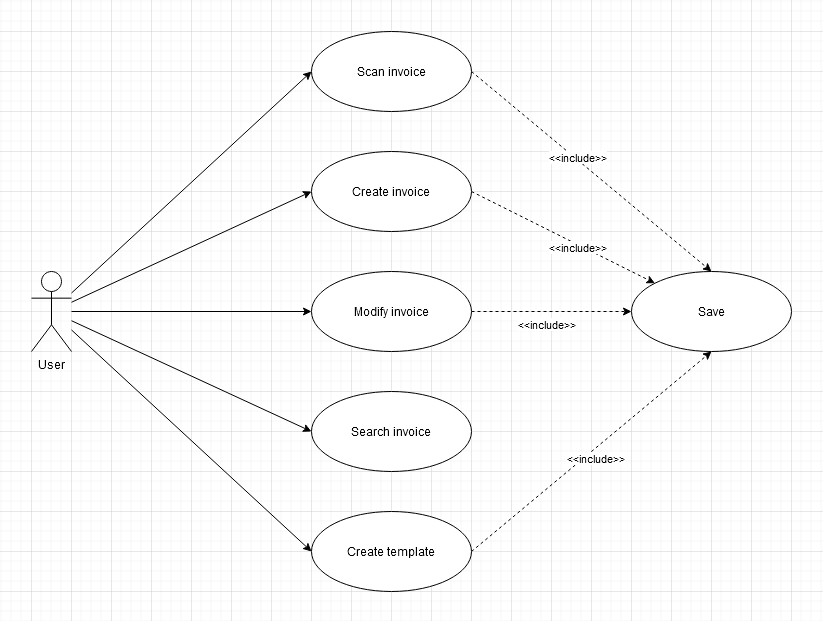 Scan invoice
<<include>>
Create invoice
<<include>>
User
Modify invoice
<<include>>
Save
Search invoice
<<include>>
Create template